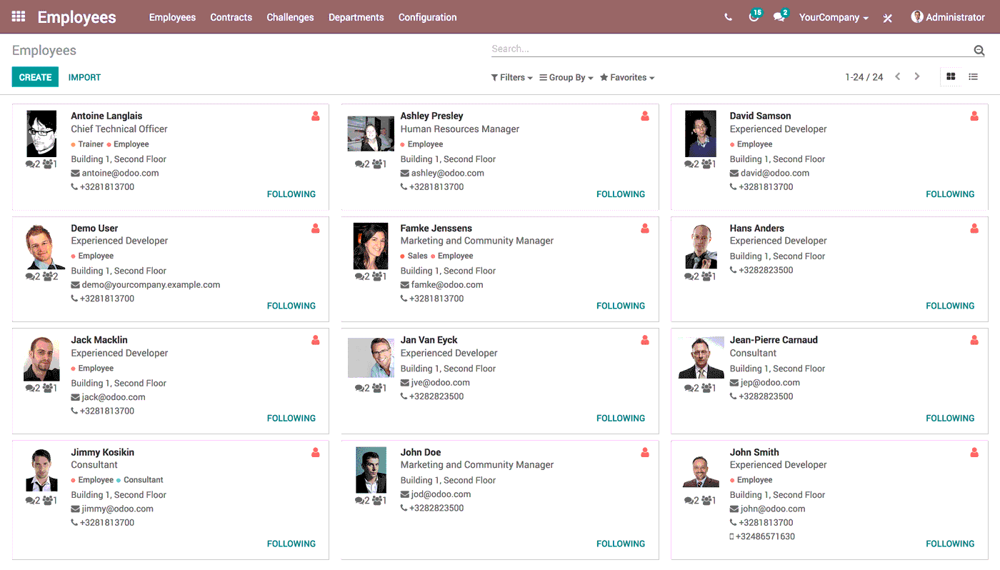 Employees Employees Contracts Challenges Departments Configuration 15 2 YourCompany Administrator
Employees Search...
CREATE IMPORT Filters Group By Favorites 1-24 / 24
Antoine Langlais
Chief Technical Officer
Trainer Employee
Building 1, Second Floor
2 1
antoine@odoo.com
+3281813700
FOLLOWING
Ashley Presley
Human Resources Manager
Employee
Building 1, Second Floor
2 1
ashley@odoo.com
+3281813700
FOLLOWING
David Samson
Experienced Developer
Employee
Building 1, Second Floor
2 1
david@odoo.com
+3281813700
FOLLOWING
Demo User
Experienced Developer
Employee
Building 1, Second Floor
2 2
demo@yourcompany.example.com
+3281813700
FOLLOWING
Famke Jenssens
Marketing and Community Manager
Sales Employee
Building 1, Second Floor
2 1
famke@odoo.com
+3281813700
FOLLOWING
Hans Anders
Experienced Developer
Building 1, Second Floor
+3282823500
2 1
FOLLOWING
Jack Macklin
Experienced Developer
Employee
Building 1, Second Floor
2 1
jack@odoo.com
+3281813700
FOLLOWING
Jan Van Eyck
Experienced Developer
Building 1, Second Floor
jve@odoo.com
2 1
+3282823500
FOLLOWING
Jean-Pierre Carnaud
Consultant
Building 1, Second Floor
jep@odoo.com
2 1
+3282823500
FOLLOWING
Jimmy Kosikin
Consultant
Employee Consultant
Building 1, Second Floor
2 1
jimmy@odoo.com
+3281813700
FOLLOWING
John Doe
Marketing and Community Manager
Building 1, Second Floor
jod@odoo.com
2 1
+3282823500
FOLLOWING
John Smith
Experienced Developer
Employee
Building 1, Second Floor
2 1
john@odoo.com
+3281813700
+32486571630
FOLLOWING